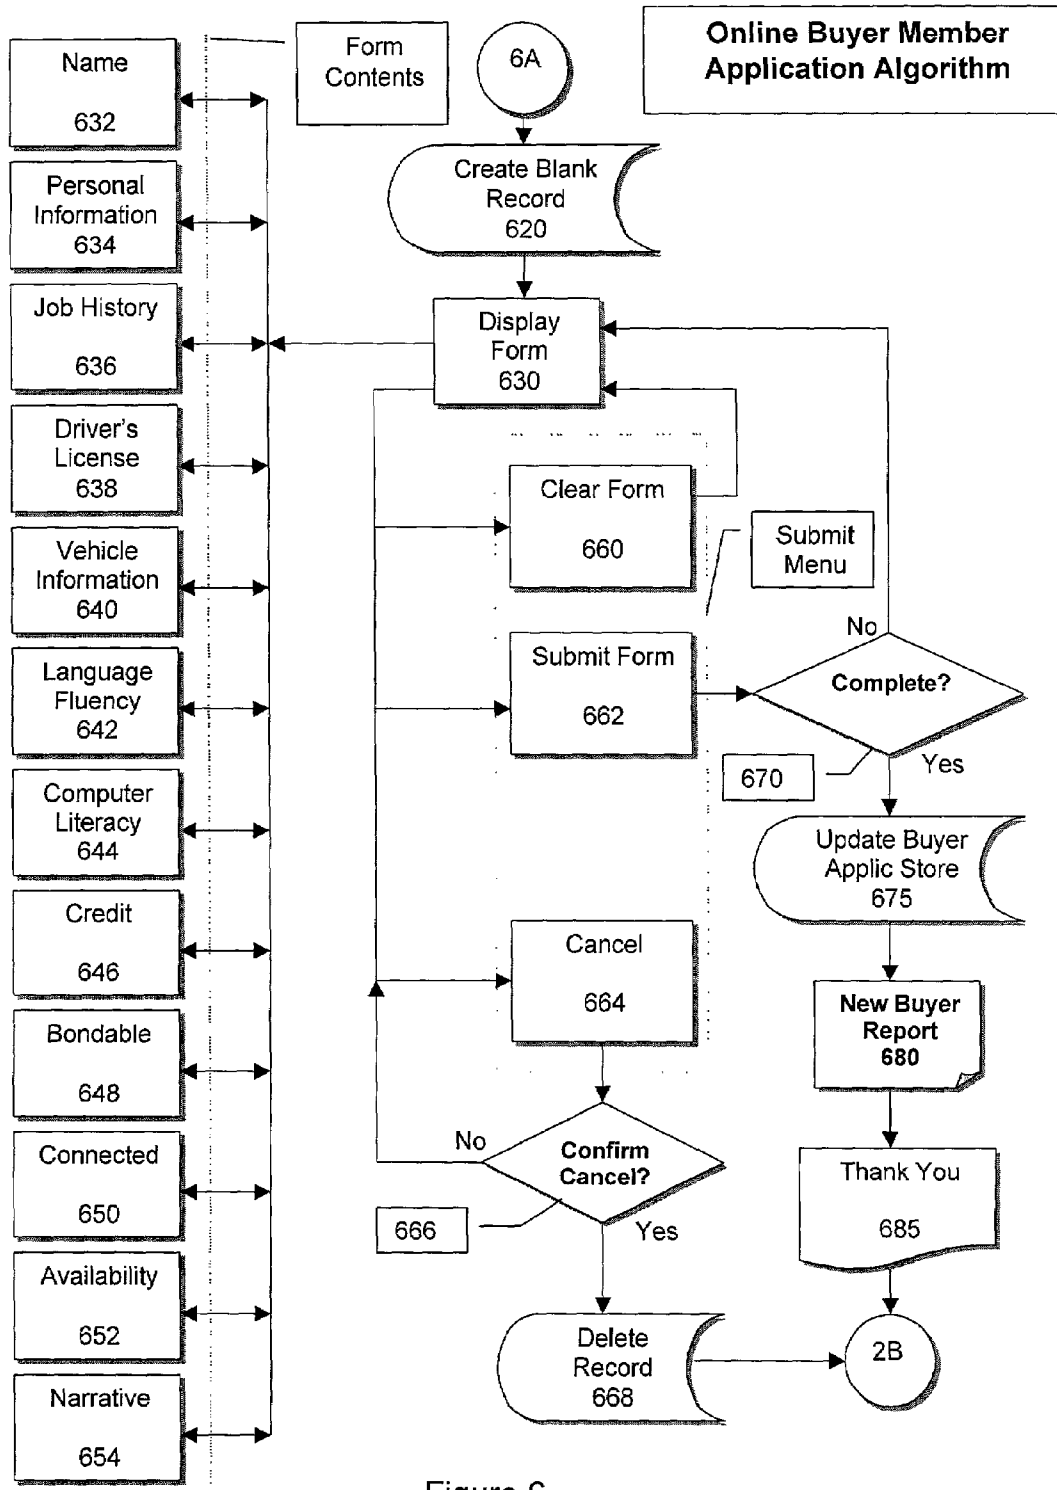 Online Buyer Member
Application Algorithm
Form
Contents
6A
Name
632
Personal
Information
634
Job History
636
Driver's
License
638
Vehicle
Information
640
Language
Fluency
642
Computer
Literacy
644
Credit
646
Bondable
648
Connected
650
Availability
652
Narrative
654
Create Blank
Record
620
Display
Form
630
Clear Form
660
Submit
Menu
Submit Form
662
No
Complete?
670
Yes
Update Buyer
Applic Store
675
Cancel
664
New Buyer
Report
680
No
Confirm
Cancel?
666
Yes
Thank You
685
Delete
Record
668
2B
Figure 6